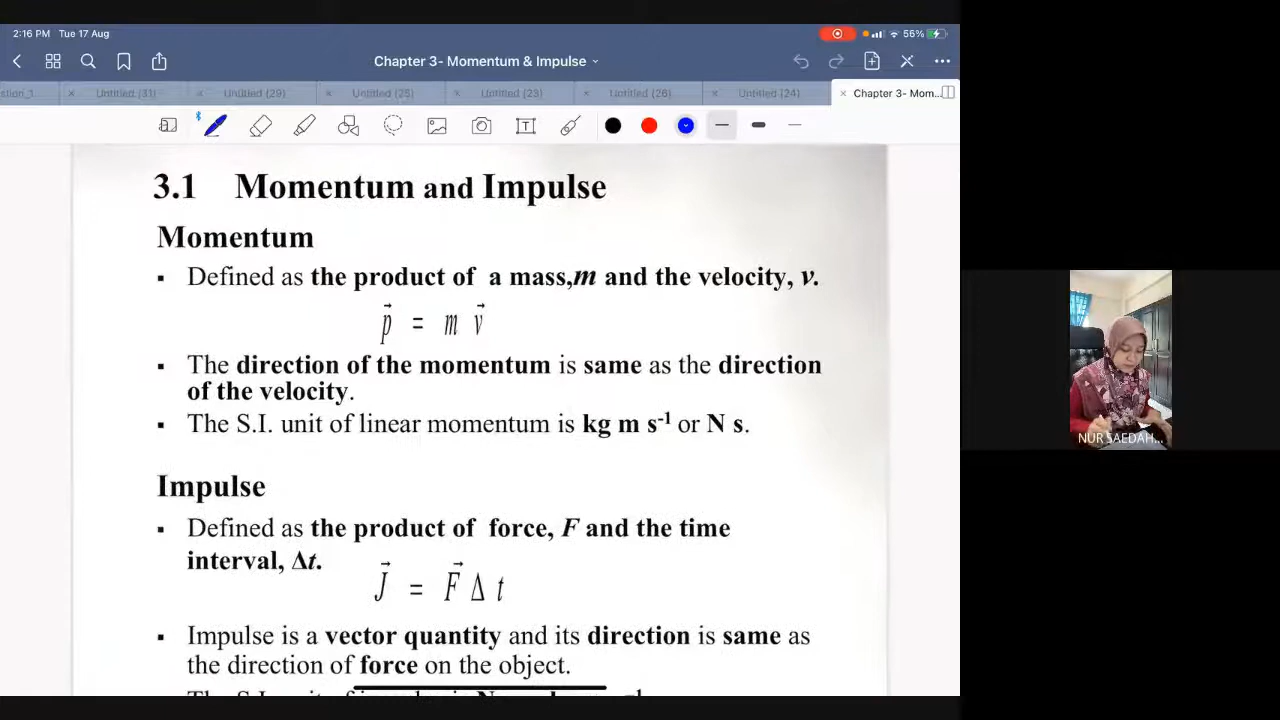 2:16 PM Tue 17 Aug
56%
Chapter 3- Momentum & Impulse
stion_1
Untitled (31)
Untitled (29)
Untitled (25)
Untitled (23)
Untitled (26)
Untitled (24)
Chapter 3- Mom...
3.1 Momentum and Impulse
Momentum
▪ Defined as the product of a mass,m and the velocity, v.
p⃗ = m v⃗
▪ The direction of the momentum is same as the direction
of the velocity.
▪ The S.I. unit of linear momentum is kg m s⁻¹ or N s.
Impulse
▪ Defined as the product of force, F and the time
interval, Δt.
J⃗ = F⃗ Δ t
▪ Impulse is a vector quantity and its direction is same as
the direction of force on the object.
NUR SAEDAH...